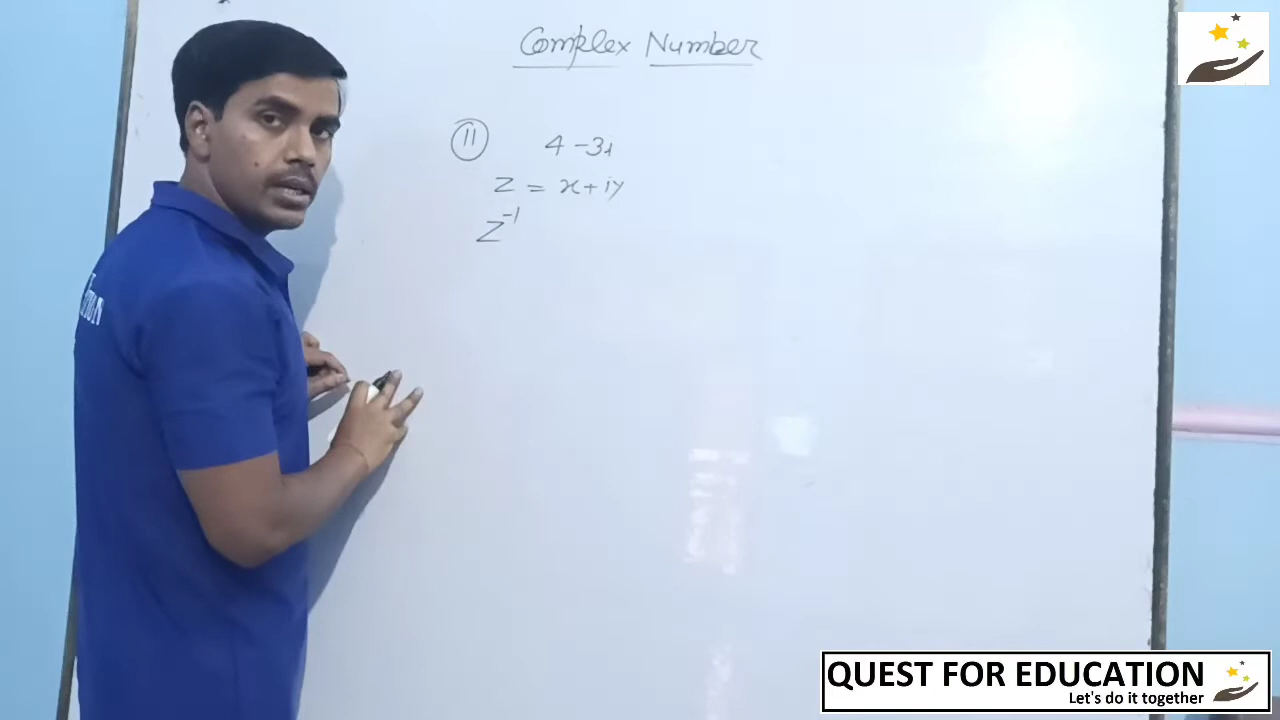 Complex Number
11 4 - 3i
z = x + iy
z⁻¹
QUEST FOR EDUCATION
Let's do it together